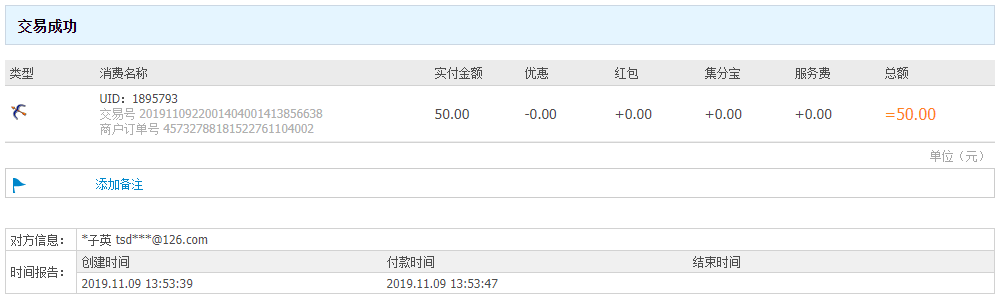 交易成功
类型 消费名称 实付金额 优惠 红包 集分宝 服务费 总额
UID：1895793
交易号 2019110922001404001413856638
商户订单号 45732788181522761104002
50.00 -0.00 +0.00 +0.00 +0.00 =50.00
单位（元）
添加备注
对方信息： *子英 tsd***@126.com
时间报告： 创建时间 付款时间 结束时间
2019.11.09 13:53:39 2019.11.09 13:53:47